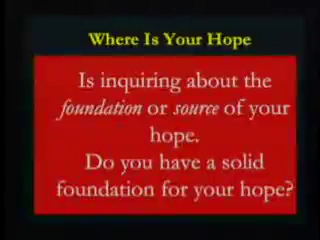 Where Is Your Hope
Is inquiring about the
foundation or source of your
hope.
Do you have a solid
foundation for your hope?